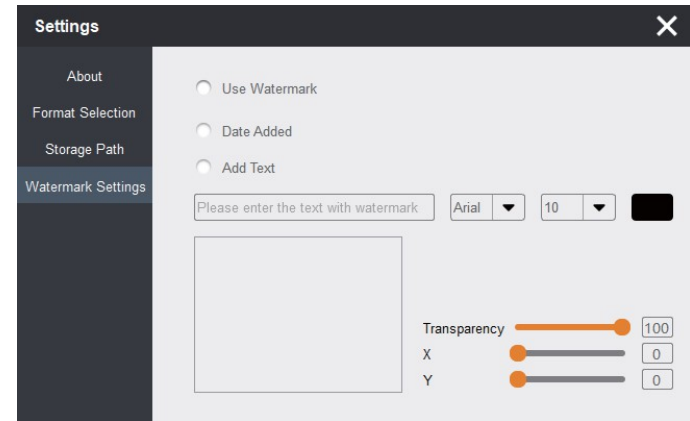 Settings
About
Format Selection
Storage Path
Watermark Settings
Use Watermark
Date Added
Add Text
Please enter the text with watermark Arial 10
Transparency 100
X 0
Y 0